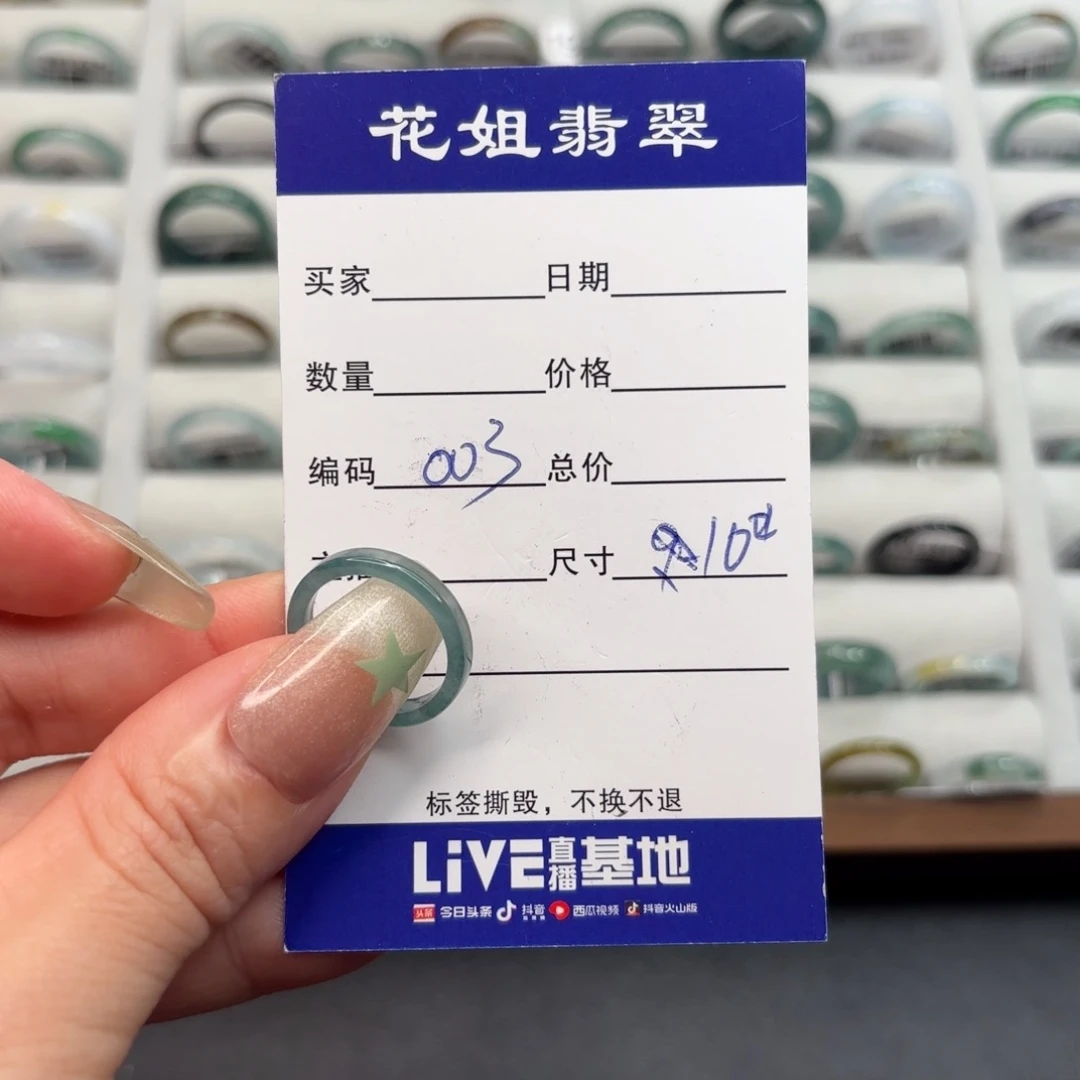 花姐翡翠
买家 日期
数量 价格
编码 003 总价
尺寸 10
标签撕毁，不换不退
LiVE直播基地
头条 今日头条 抖音 西瓜视频 抖音火山版